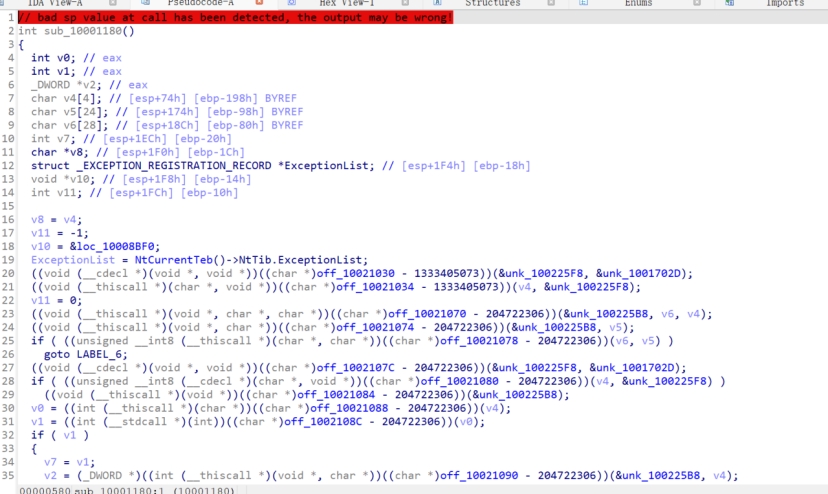 IDA View-A Pseudocode-A Hex View-1 Structures Enums Imports
1 // bad sp value at call has been detected, the output may be wrong!
2 int sub_10001180()
3 {
4 int v0; // eax
5 int v1; // eax
6 _DWORD *v2; // eax
7 char v4[4]; // [esp+74h] [ebp-198h] BYREF
8 char v5[24]; // [esp+174h] [ebp-98h] BYREF
9 char v6[28]; // [esp+18Ch] [ebp-80h] BYREF
10 int v7; // [esp+1ECh] [ebp-20h]
11 char *v8; // [esp+1F0h] [ebp-1Ch]
12 struct _EXCEPTION_REGISTRATION_RECORD *ExceptionList; // [esp+1F4h] [ebp-18h]
13 void *v10; // [esp+1F8h] [ebp-14h]
14 int v11; // [esp+1FCh] [ebp-10h]
15
16 v8 = v4;
17 v11 = -1;
18 v10 = &loc_10008BF0;
19 ExceptionList = NtCurrentTeb()->NtTib.ExceptionList;
20 ((void (__cdecl *)(void *, void *))((char *)off_10021030 - 1333405073))(&unk_100225F8, &unk_1001702D);
21 ((void (__thiscall *)(char *, void *))((char *)off_10021034 - 1333405073))(v4, &unk_100225F8);
22 v11 = 0;
23 ((void (__thiscall *)(void *, char *, char *))((char *)off_10021070 - 204722306))(&unk_100225B8, v6, v4);
24 ((void (__thiscall *)(void *, char *))((char *)off_10021074 - 204722306))(&unk_100225B8, v5);
25 if ( ((unsigned __int8 (__thiscall *)(char *, char *))((char *)off_10021078 - 204722306))(v6, v5) )
26 goto LABEL_6;
27 ((void (__cdecl *)(void *, void *))((char *)off_1002107C - 204722306))(&unk_100225F8, &unk_1001702D);
28 if ( ((unsigned __int8 (__cdecl *)(char *, void *))((char *)off_10021080 - 204722306))(v4, &unk_100225F8) )
29 ((void (__thiscall *)(void *))((char *)off_10021084 - 204722306))(&unk_100225B8);
30 v0 = ((int (__thiscall *)(char *))((char *)off_10021088 - 204722306))(v4);
31 v1 = ((int (__stdcall *)(int))((char *)off_1002108C - 204722306))(v0);
32 if ( v1 )
33 {
34 v7 = v1;
35 v2 = (_DWORD *)((int (__thiscall *)(void *, char *))((char *)off_10021090 - 204722306))(&unk_100225B8, v4);
00000580 sub_10001180:1 (10001180)